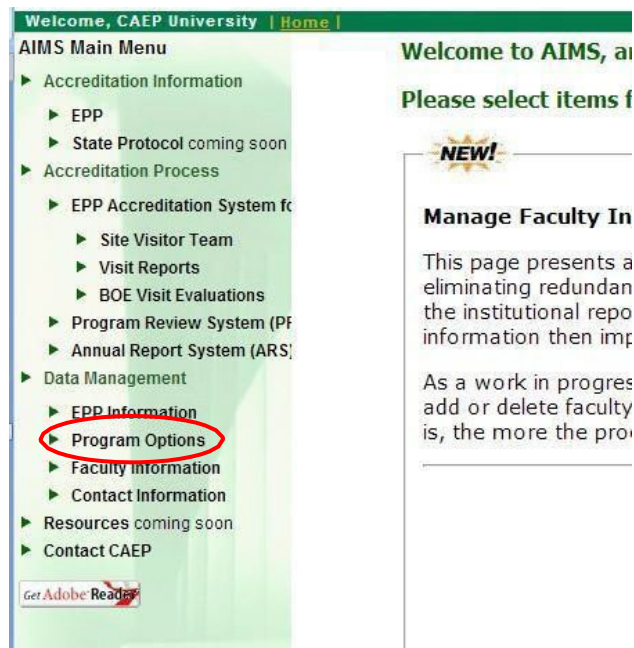 Welcome, CAEP University | Home |
AIMS Main Menu
Accreditation Information
EPP
State Protocol coming soon
Accreditation Process
EPP Accreditation System fo
Site Visitor Team
Visit Reports
BOE Visit Evaluations
Program Review System (PR
Annual Report System (ARS)
Data Management
EPP Information
Program Options
Faculty Information
Contact Information
Resources coming soon
Contact CAEP
Get Adobe Reader
Welcome to AIMS, an
Please select items f
NEW!
Manage Faculty In
This page presents a
eliminating redundan
the institutional repo
information then imp
As a work in progres
add or delete faculty
is, the more the pro